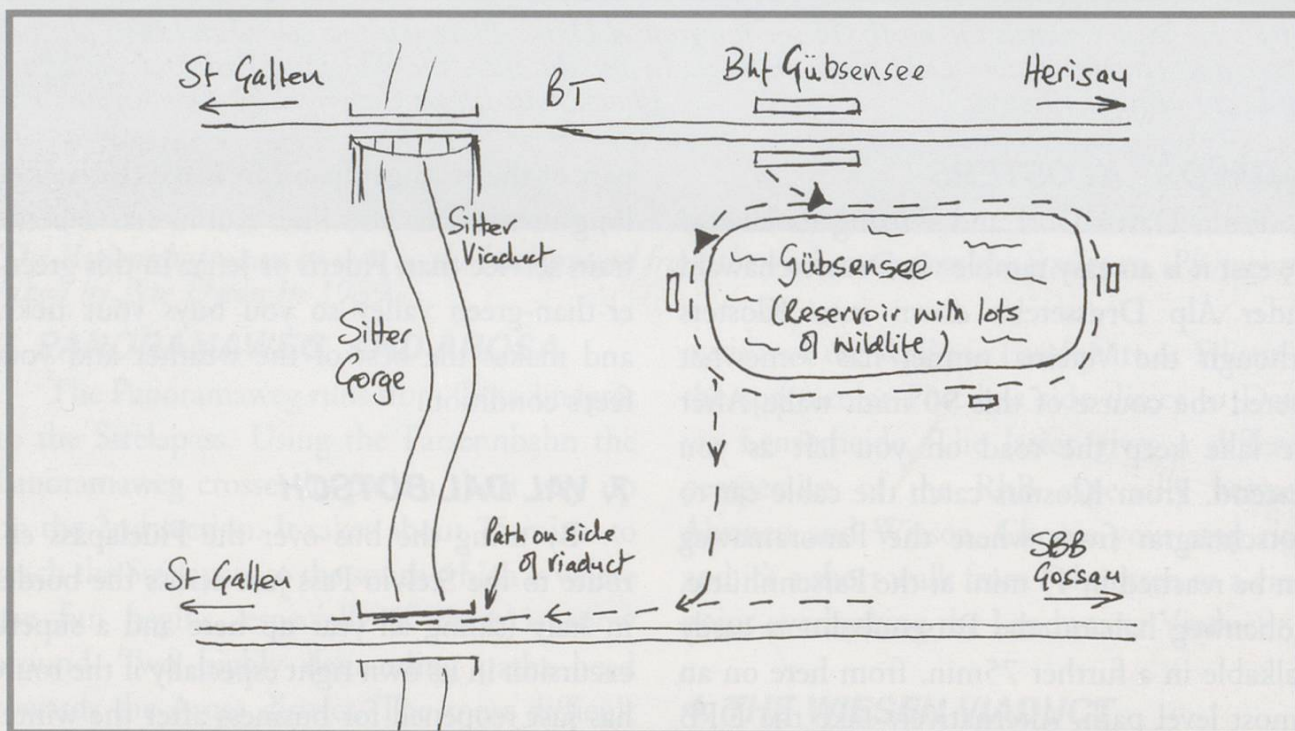 St Gallen
BT
Bhf Gübsensee
Herisau
Sitter
Viaduct
Gübsensee
(Reservoir with lots
of wildlife)
Sitter
Gorge
Path on side
of viaduct
St Gallen
SBB
Gossau